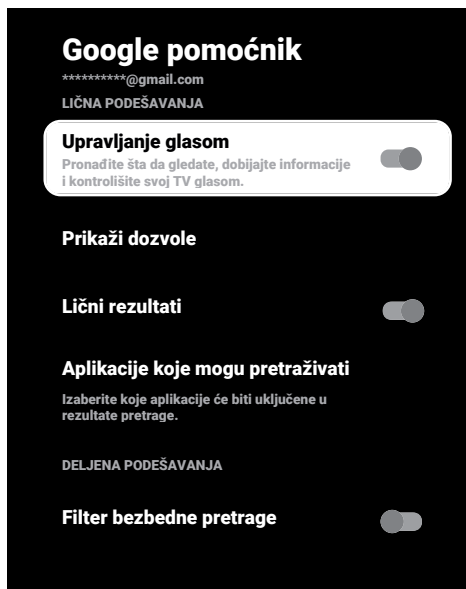 Google pomoćnik
**********@gmail.com
LIČNA PODEŠAVANJA
Upravljanje glasom
Pronađite šta da gledate, dobijajte informacije
i kontrolišite svoj TV glasom.
Prikaži dozvole
Lični rezultati
Aplikacije koje mogu pretraživati
Izaberite koje aplikacije će biti uključene u
rezultate pretrage.
DELJENA PODEŠAVANJA
Filter bezbedne pretrage